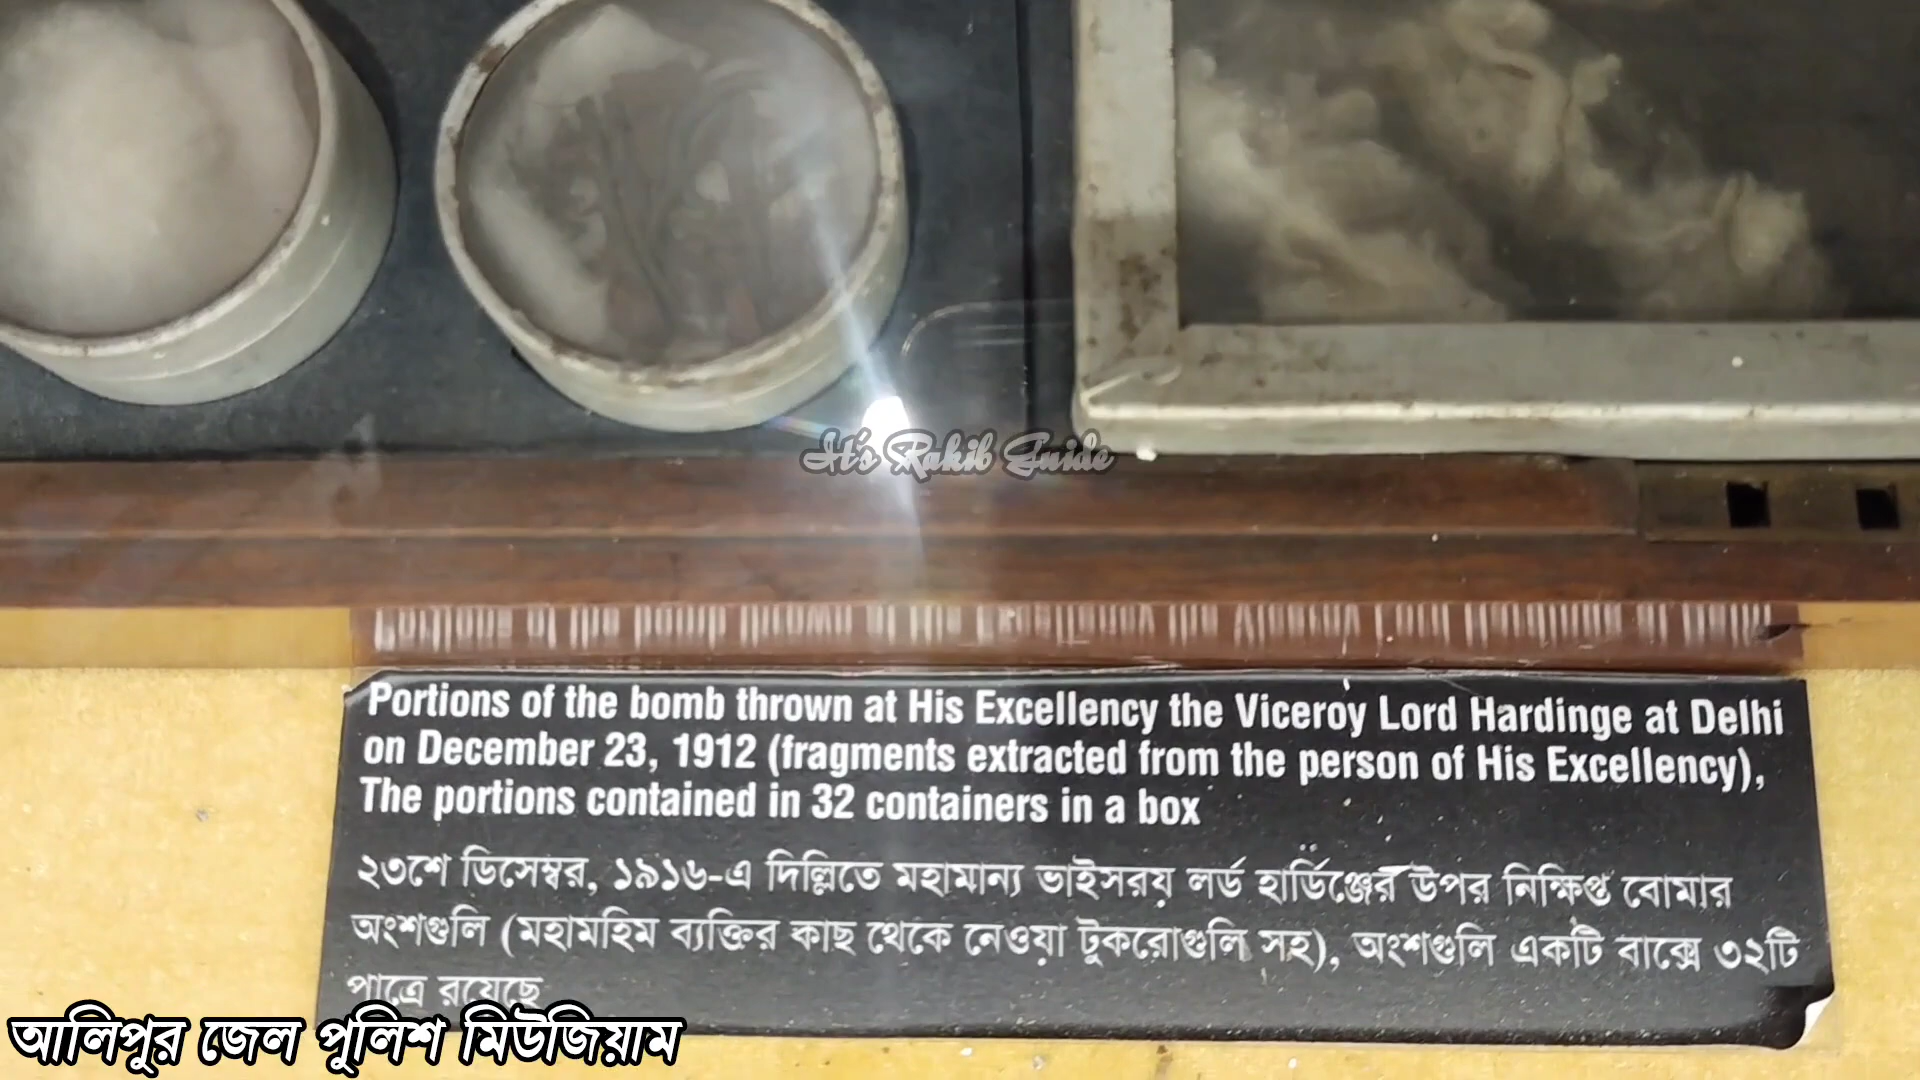 It's Rakib Guide
Portions of the bomb thrown at His Excellency the Viceroy Lord Hardinge at Delhi
on December 23, 1912 (fragments extracted from the person of His Excellency),
The portions contained in 32 containers in a box
২৩শে ডিসেম্বর, ১৯১৬-এ দিল্লিতে মহামান্য ভাইসরয় লর্ড হার্ডিঞ্জের উপর নিক্ষিপ্ত বোমার
অংশগুলি (মহামহিম ব্যক্তির কাছ থেকে নেওয়া টুকরোগুলি সহ), অংশগুলি একটি বাক্সে ৩২টি
পাত্রে রয়েছে
আলিপুর জেল পুলিশ মিউজিয়াম